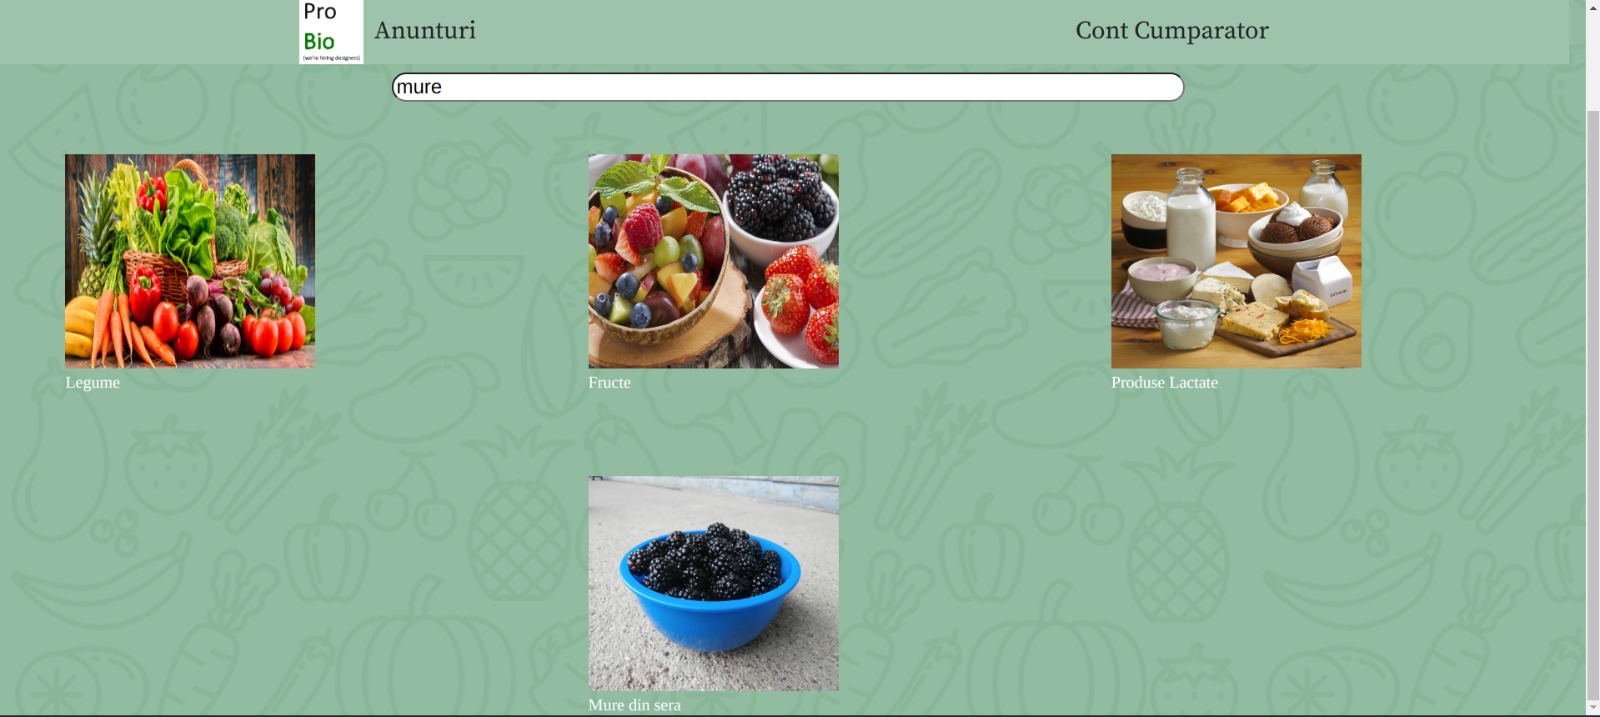 Pro
Bio
(we're hiring designers)
Anunturi
Cont Cumparator
mure
Legume
Fructe
Produse Lactate
Mure din sera